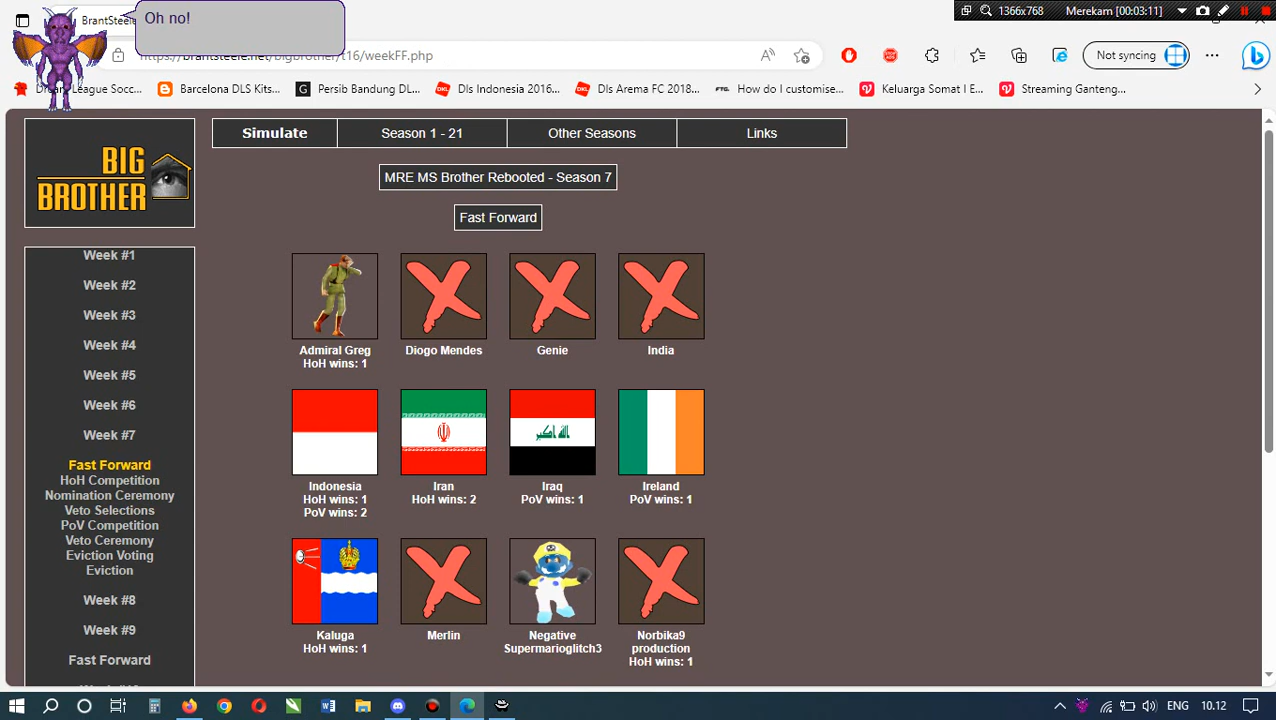 BrantSteele
Oh no!
1366x768
Merekam [00:03:11]
https://brantsteele.net/bigbrother/t16/weekFF.php
Not syncing
League Socc...
Barcelona DLS Kits...
Persib Bandung DL...
Dls Indonesia 2016...
Dls Arema FC 2018...
How do I customise...
Keluarga Somat I E...
Streaming Ganteng...
BIG
BROTHER
Simulate
Season 1 - 21
Other Seasons
Links
MRE MS Brother Rebooted - Season 7
Fast Forward
Week #1
Week #2
Week #3
Week #4
Week #5
Week #6
Week #7
Fast Forward
HoH Competition
Nomination Ceremony
Veto Selections
PoV Competition
Veto Ceremony
Eviction Voting
Eviction
Week #8
Week #9
Fast Forward
Admiral Greg
HoH wins: 1
Diogo Mendes
Genie
India
Indonesia
HoH wins: 1
PoV wins: 2
Iran
HoH wins: 2
Iraq
PoV wins: 1
Ireland
PoV wins: 1
Kaluga
HoH wins: 1
Merlin
Negative
Supermarioglitch3
Norbika9
production
HoH wins: 1
ENG
10.12